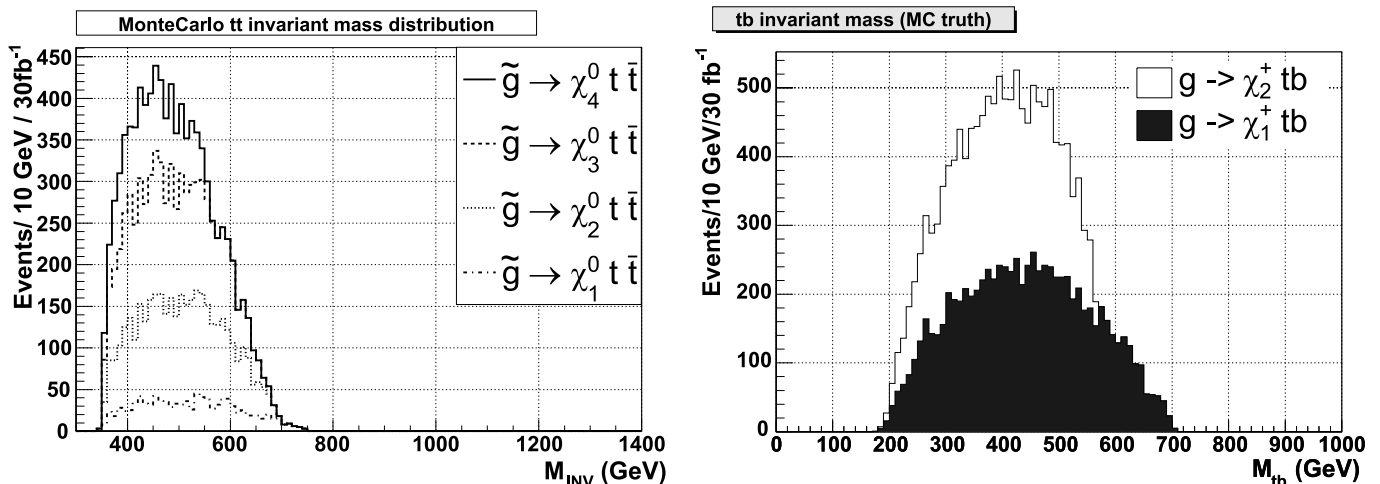 MonteCarlo tt invariant mass distribution
Events/ 10 GeV / 30fb⁻¹
450
400
350
300
250
200
150
100
50
0
400 600 800 1000 1200 1400
M_INV (GeV)
g̃ → χ₄⁰ t t̄
g̃ → χ₃⁰ t t̄
g̃ → χ₂⁰ t t̄
g̃ → χ₁⁰ t t̄
tb invariant mass (MC truth)
Events/10 GeV/30 fb⁻¹
500
400
300
200
100
0
0 100 200 300 400 500 600 700 800 900 1000
M_tb (GeV)
g -> χ₂⁺ tb
g -> χ₁⁺ tb